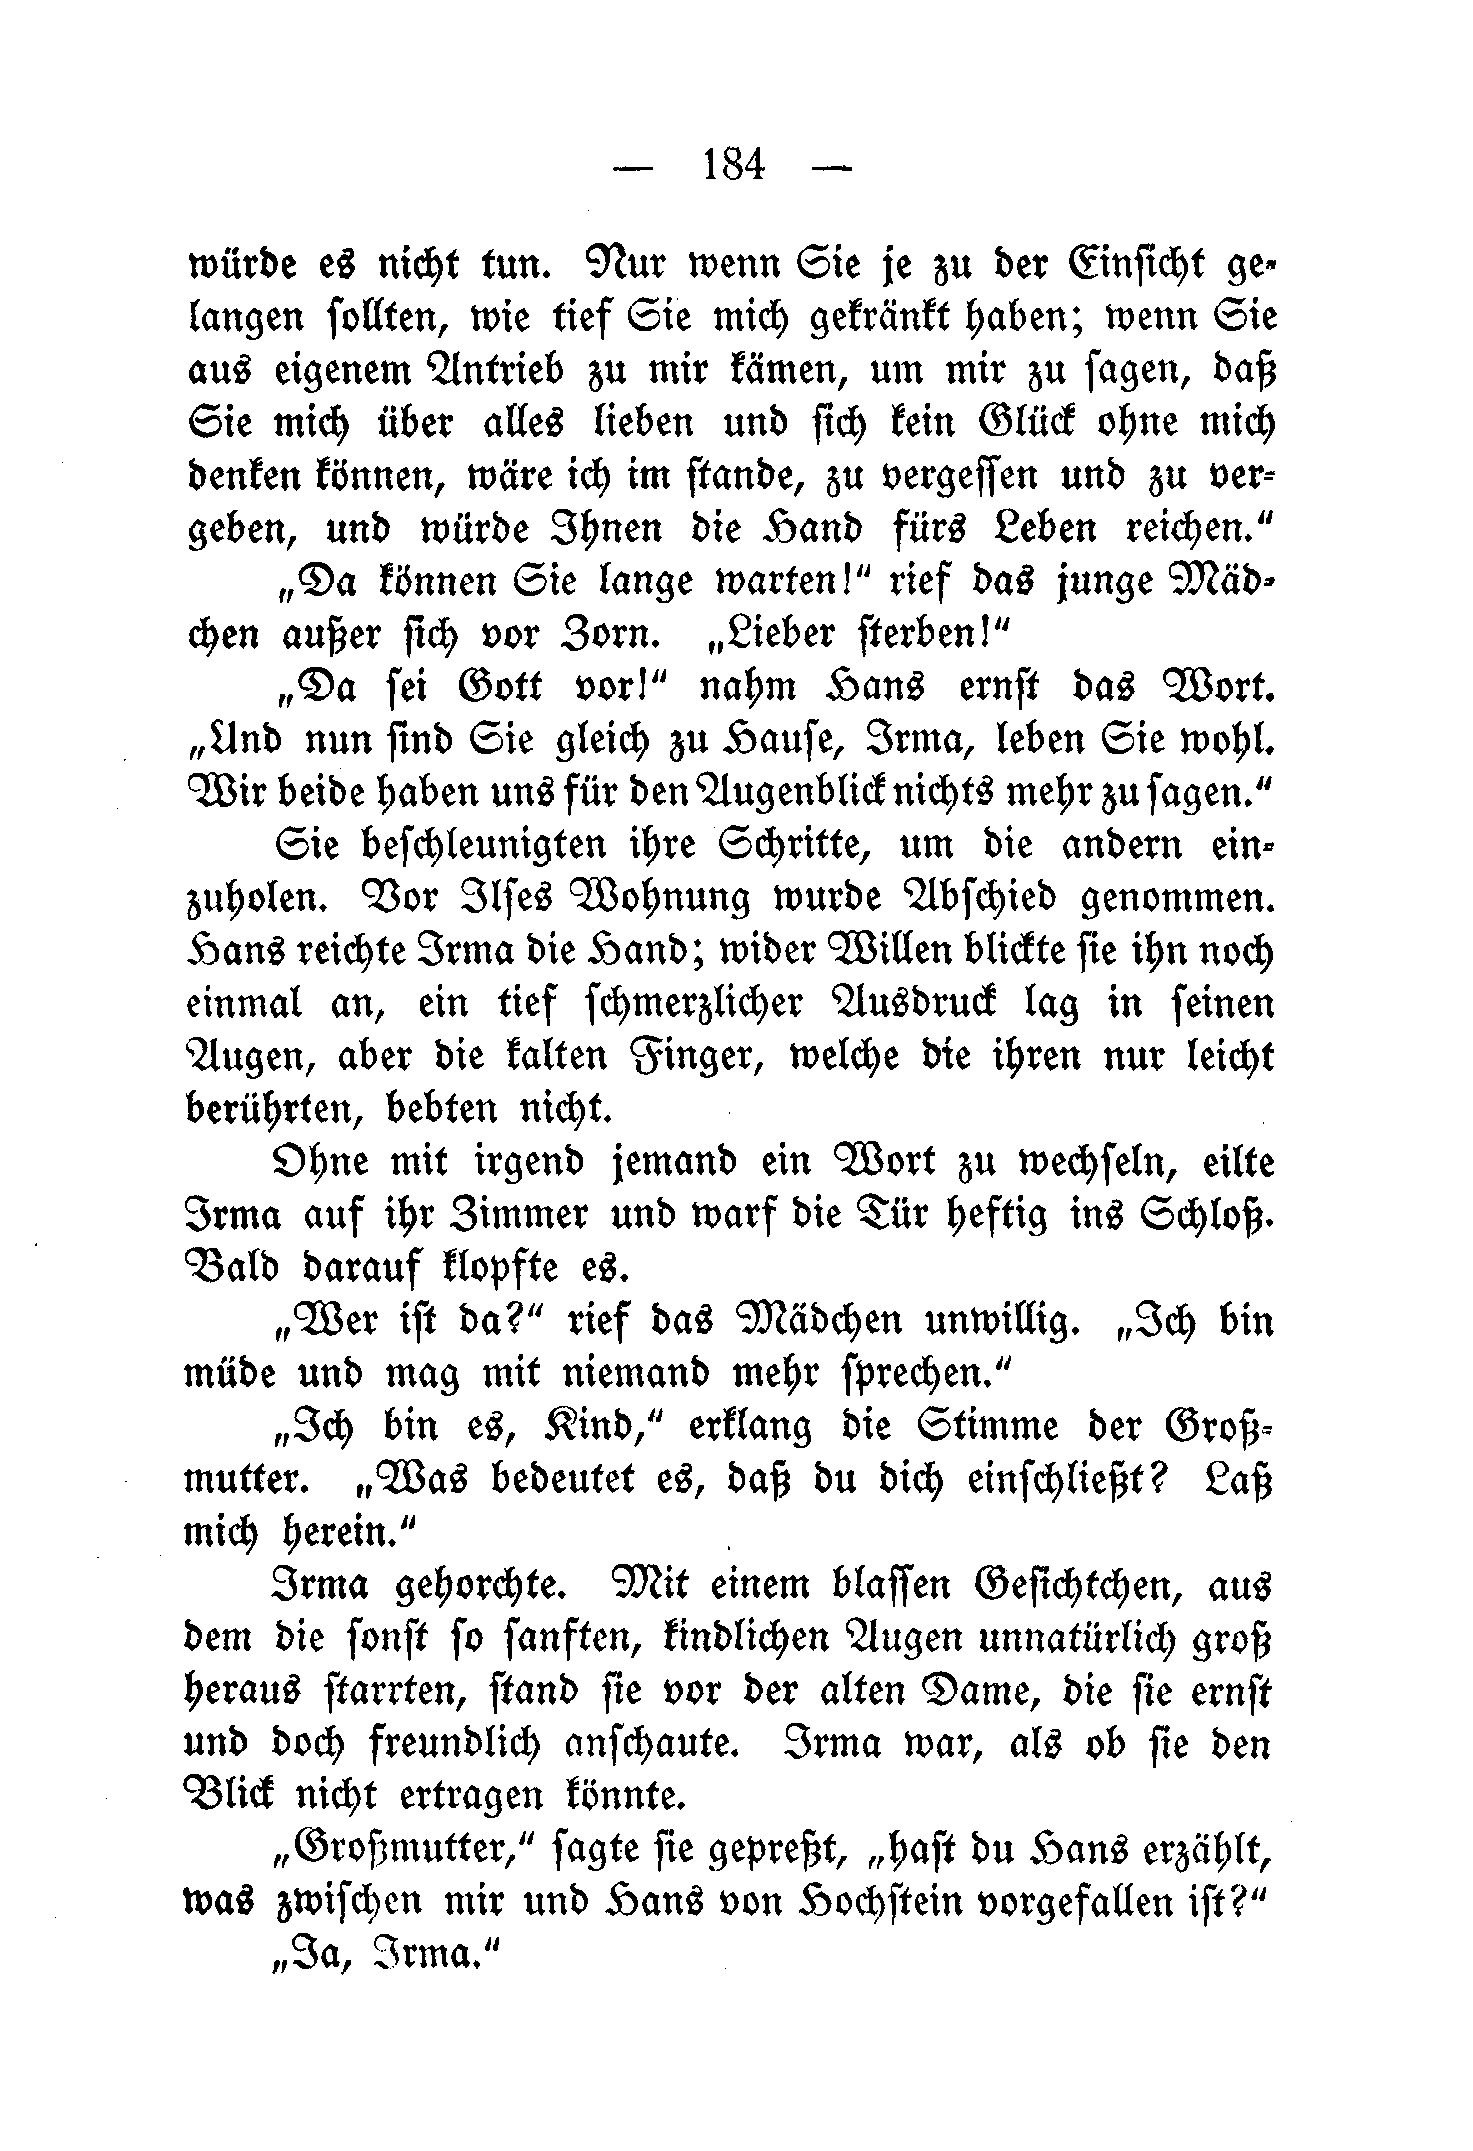 — 184 —
würde es nicht tun. Nur wenn Sie je zu der Einsicht ge-
langen sollten, wie tief Sie mich gekränkt haben; wenn Sie
aus eigenem Antrieb zu mir kämen, um mir zu sagen, daß
Sie mich über alles lieben und sich kein Glück ohne mich
denken können, wäre ich im stande, zu vergessen und zu ver-
geben, und würde Ihnen die Hand fürs Leben reichen.“
„Da können Sie lange warten!“ rief das junge Mäd-
chen außer sich vor Zorn. „Lieber sterben!“
„Da sei Gott vor!“ nahm Hans ernst das Wort.
„Und nun sind Sie gleich zu Hause, Irma, leben Sie wohl.
Wir beide haben uns für den Augenblick nichts mehr zu sagen.“
Sie beschleunigten ihre Schritte, um die andern ein-
zuholen. Vor Ilses Wohnung wurde Abschied genommen.
Hans reichte Irma die Hand; wider Willen blickte sie ihn noch
einmal an, ein tief schmerzlicher Ausdruck lag in seinen
Augen, aber die kalten Finger, welche die ihren nur leicht
berührten, bebten nicht.
Ohne mit irgend jemand ein Wort zu wechseln, eilte
Irma auf ihr Zimmer und warf die Tür heftig ins Schloß.
Bald darauf klopfte es.
„Wer ist da?“ rief das Mädchen unwillig. „Ich bin
müde und mag mit niemand mehr sprechen.“
„Ich bin es, Kind,“ erklang die Stimme der Groß-
mutter. „Was bedeutet es, daß du dich einschließt? Laß
mich herein.“
Irma gehorchte. Mit einem blassen Gesichtchen, aus
dem die sonst so sanften, kindlichen Augen unnatürlich groß
heraus starrten, stand sie vor der alten Dame, die sie ernst
und doch freundlich anschaute. Irma war, als ob sie den
Blick nicht ertragen könnte.
„Großmutter,“ sagte sie gepreßt, „hast du Hans erzählt,
was zwischen mir und Hans von Hochstein vorgefallen ist?“
„Ja, Irma.“